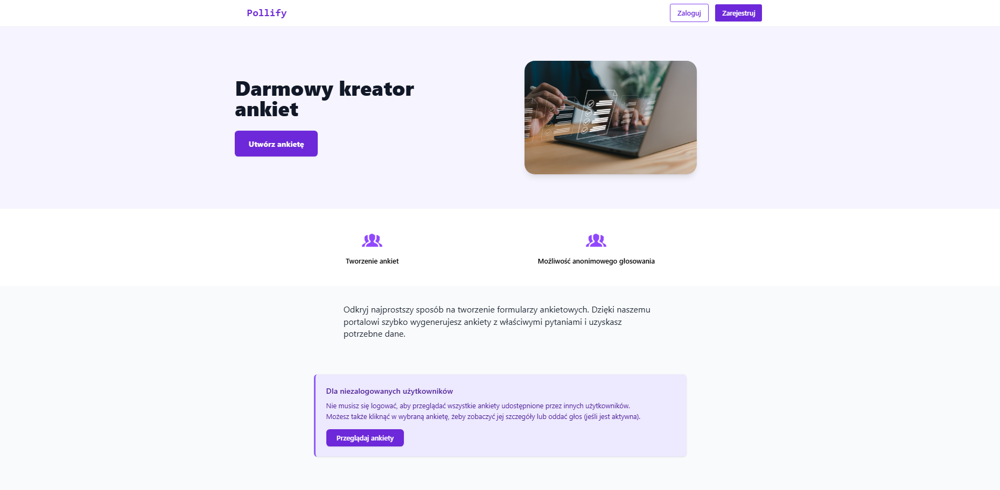 Pollify
Zaloguj
Zarejestruj
Darmowy kreator
ankiet
Utwórz ankietę
Tworzenie ankiet
Możliwość anonimowego głosowania
Odkryj najprostszy sposób na tworzenie formularzy ankietowych. Dzięki naszemu
portalowi szybko wygenerujesz ankiety z właściwymi pytaniami i uzyskasz
potrzebne dane.
Dla niezalogowanych użytkowników
Nie musisz się logować, aby przeglądać wszystkie ankiety udostępnione przez innych użytkowników.
Możesz także kliknąć w wybraną ankietę, żeby zobaczyć jej szczegóły lub oddać głos (jeśli jest aktywna).
Przeglądaj ankiety